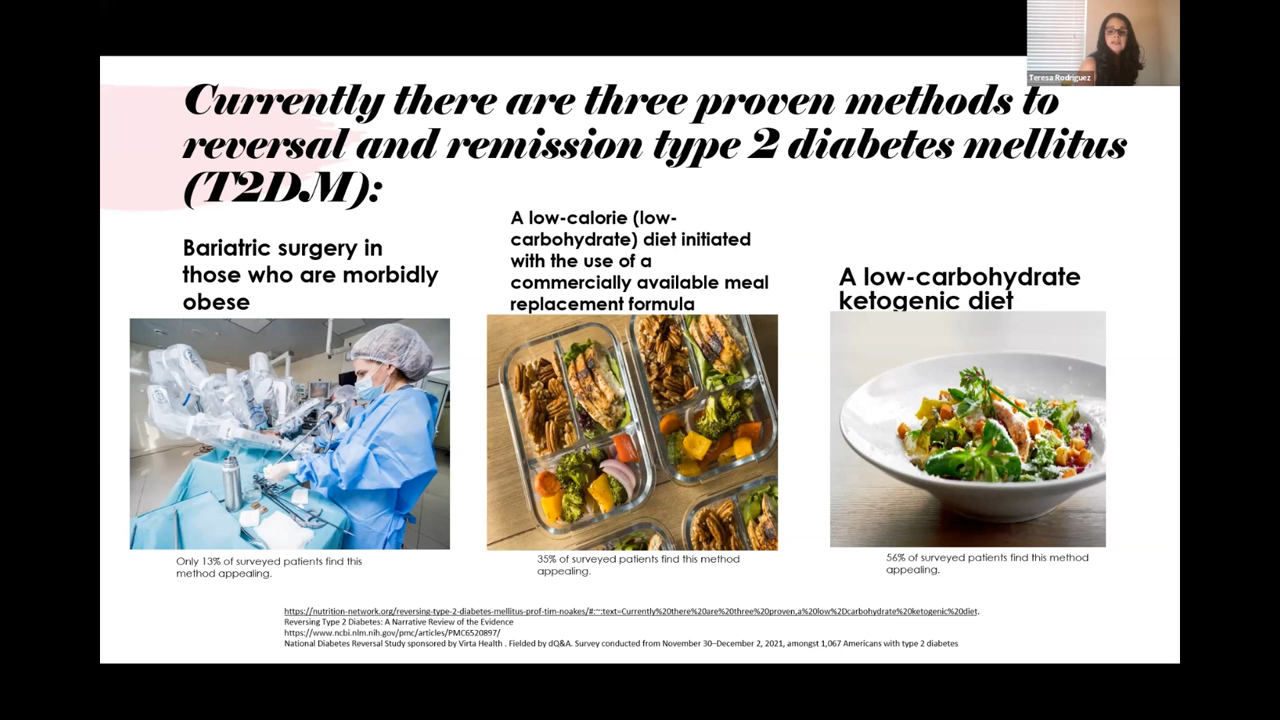 Teresa Rodriguez
Currently there are three proven methods to
reversal and remission type 2 diabetes mellitus
(T2DM):
Bariatric surgery in
those who are morbidly
obese
A low-calorie (low-
carbohydrate) diet initiated
with the use of a
commercially available meal
replacement formula
A low-carbohydrate
ketogenic diet
Only 13% of surveyed patients find this
method appealing.
35% of surveyed patients find this method
appealing.
56% of surveyed patients find this method
appealing.
https://nutrition-network.org/reversing-type-2-diabetes-mellitus-prof-tim-noakes/#:~:text=Currently%20there%20are%20three%20proven,a%20low%2Dcarbohydrate%20ketogenic%20diet.
Reversing Type 2 Diabetes: A Narrative Review of the Evidence
https://www.ncbi.nlm.nih.gov/pmc/articles/PMC6520897/
National Diabetes Reversal Study sponsored by Virta Health . Fielded by dQ&A. Survey conducted from November 30–December 2, 2021, amongst 1,067 Americans with type 2 diabetes